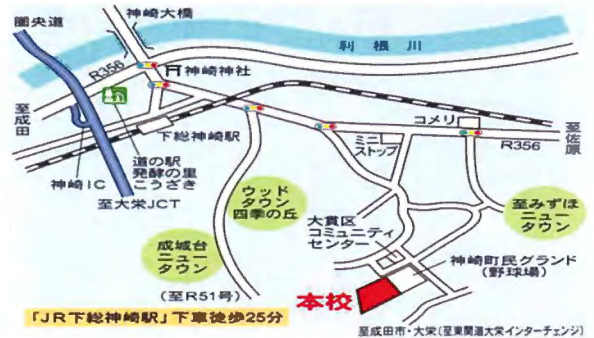 圏央道
神崎大橋
利根川
R356
神崎神社
至成田
下総神崎駅
コメリ
至佐原
R356
ミニ
ストップ
道の駅
発酵の里
こうざき
神崎IC
至大栄JCT
ウッド
タウン
四季の丘
大貫区
コミュニティ
センター
至みずほ
ニュー
タウン
成城台
ニュー
タウン
神崎町民グランド
(野球場)
(至R51号)
本校
「JR下総神崎駅」下車徒歩25分
至成田市・大栄(至東関道大栄インターチェンジ)